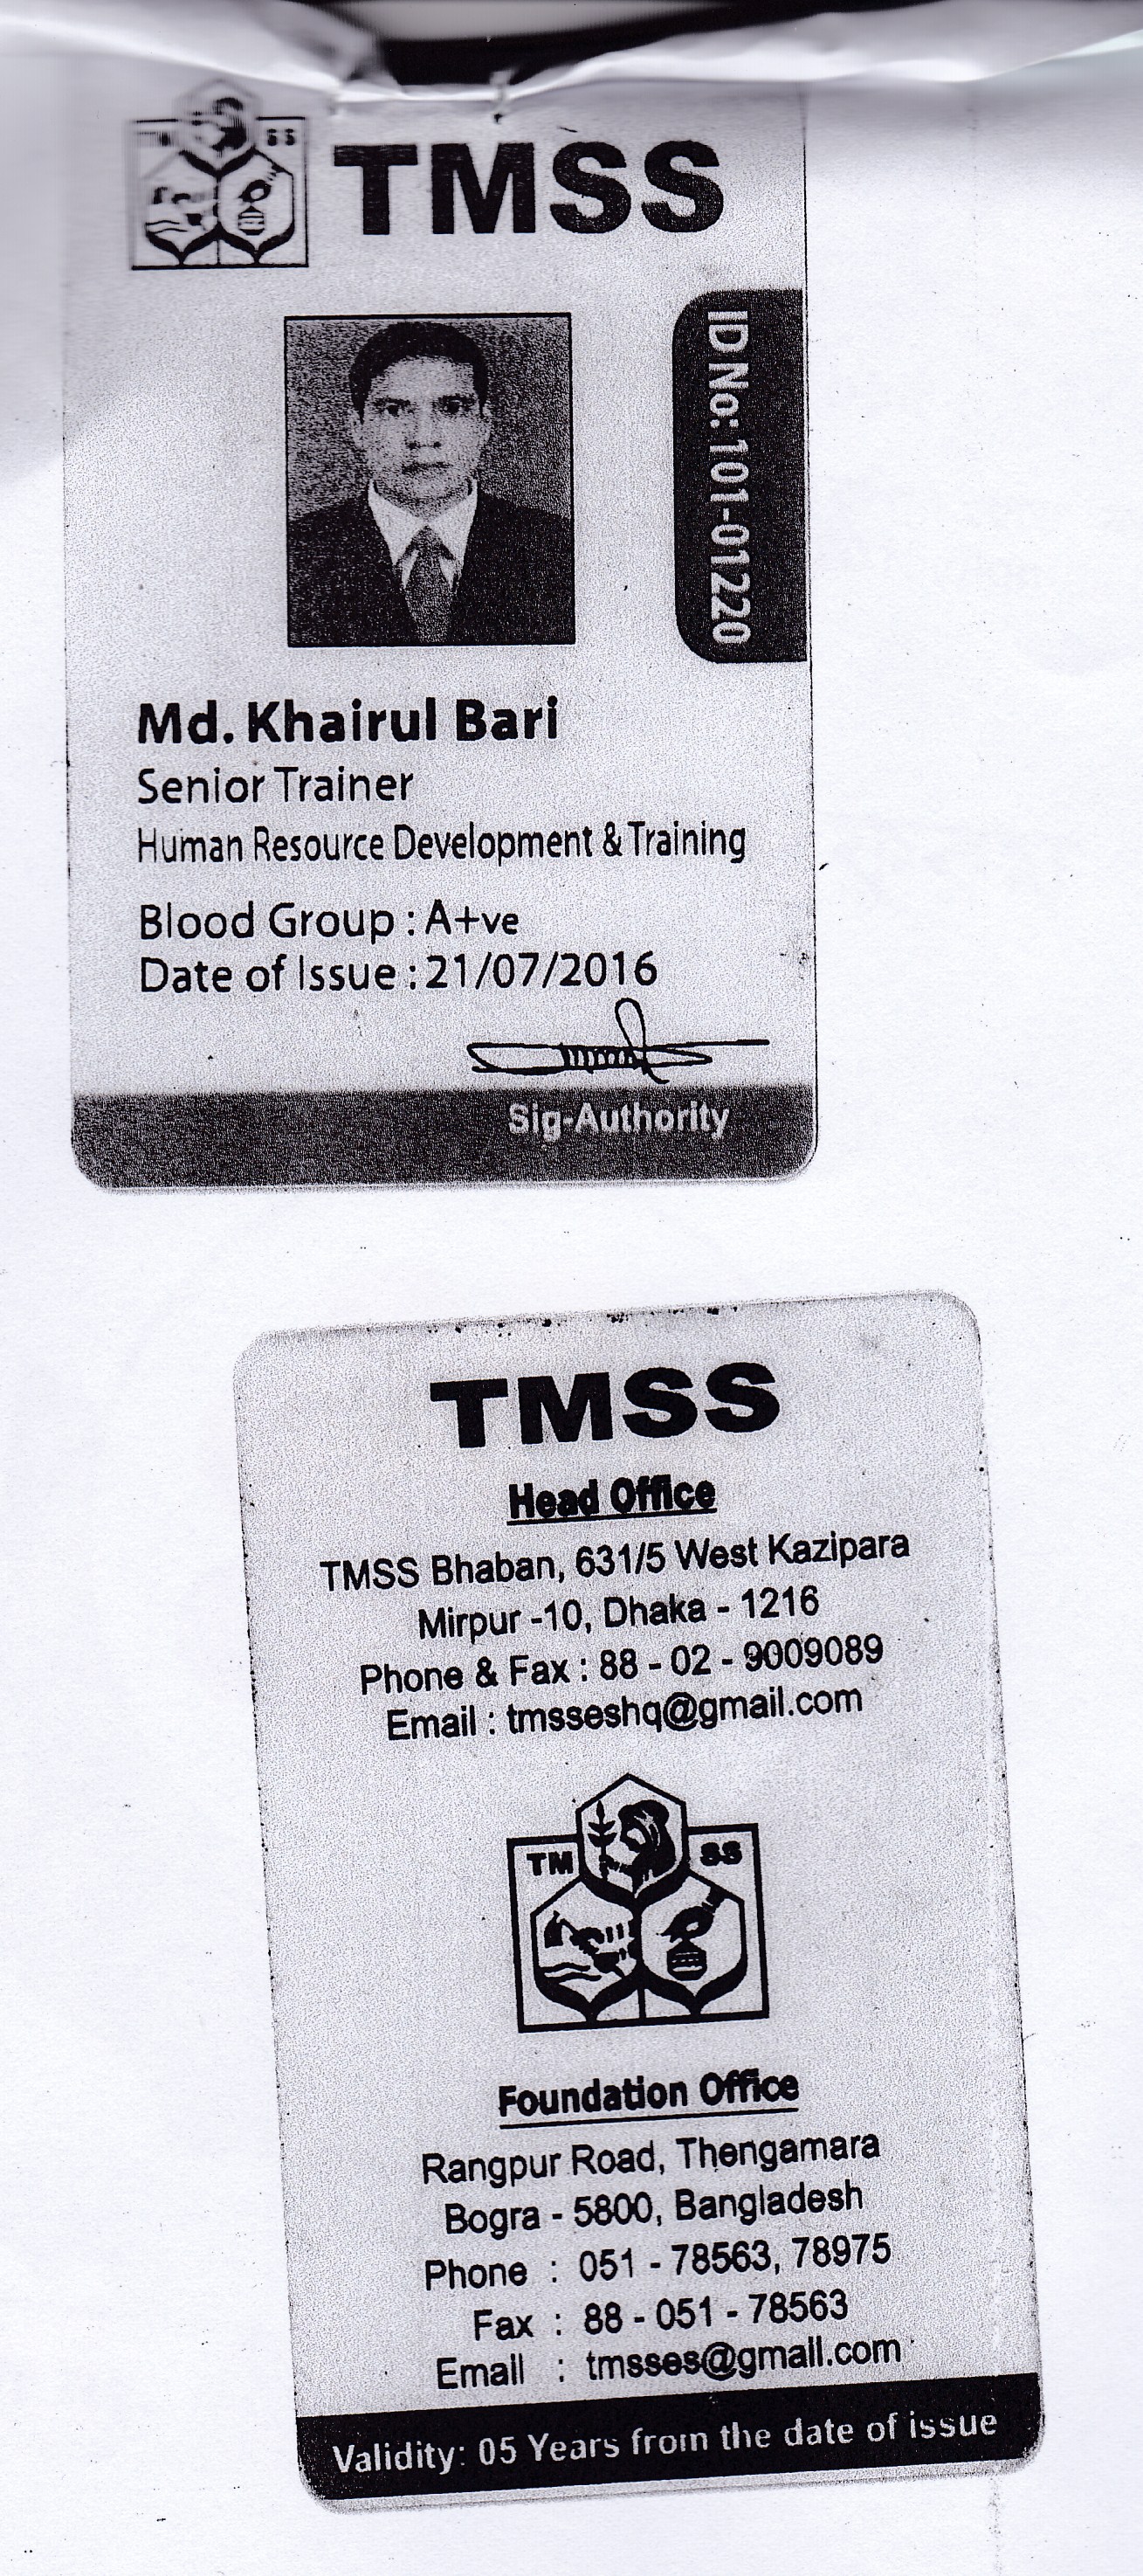 TM SS
TMSS
ID No: 101-01220
Md. Khairul Bari
Senior Trainer
Human Resource Development & Training
Blood Group : A+ve
Date of Issue : 21/07/2016
Sig-Authority
TMSS
Head Office
TMSS Bhaban, 631/5 West Kazipara
Mirpur -10, Dhaka - 1216
Phone & Fax : 88 - 02 - 9009089
Email : tmsseshq@gmail.com
TM SS
Foundation Office
Rangpur Road, Thengamara
Bogra - 5800, Bangladesh
Phone : 051 - 78563, 78975
Fax : 88 - 051 - 78563
Email : tmsses@gmail.com
Validity: 05 Years from the date of issue